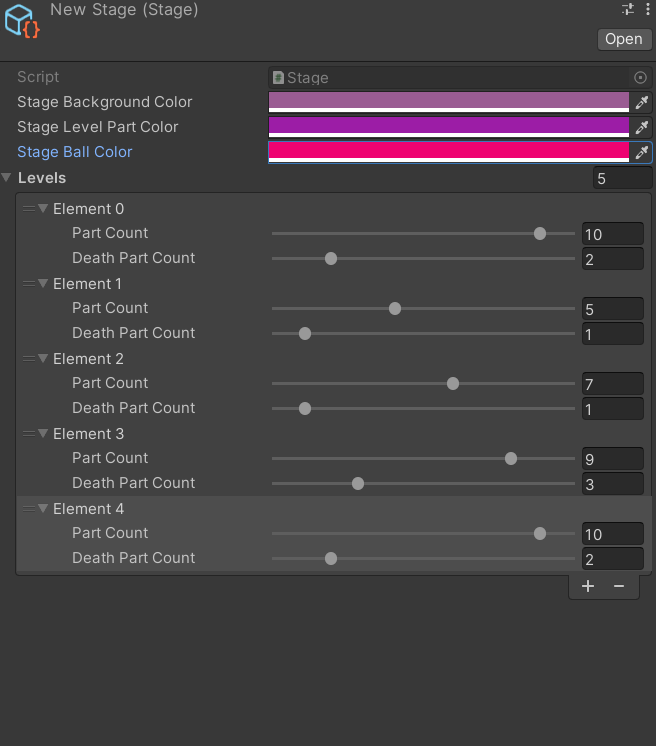 New Stage (Stage)
Open
Script Stage
Stage Background Color
Stage Level Part Color
Stage Ball Color
Levels 5
Element 0
Part Count 10
Death Part Count 2
Element 1
Part Count 5
Death Part Count 1
Element 2
Part Count 7
Death Part Count 1
Element 3
Part Count 9
Death Part Count 3
Element 4
Part Count 10
Death Part Count 2
+ −